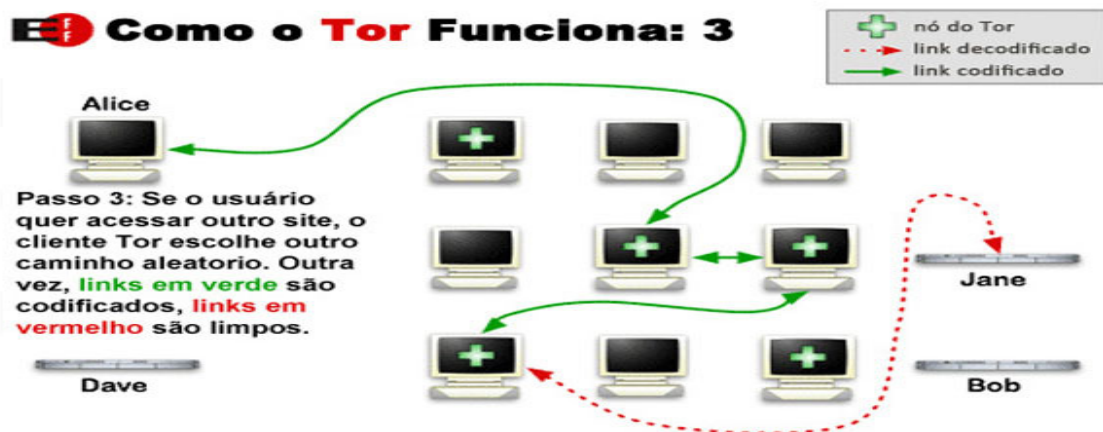 EFF Como o Tor Funciona: 3
nó do Tor
link decodificado
link codificado
Alice
Passo 3: Se o usuário
quer acessar outro site, o
cliente Tor escolhe outro
caminho aleatorio. Outra
vez, links em verde são
codificados, links em
vermelho são limpos.
Jane
Dave
Bob